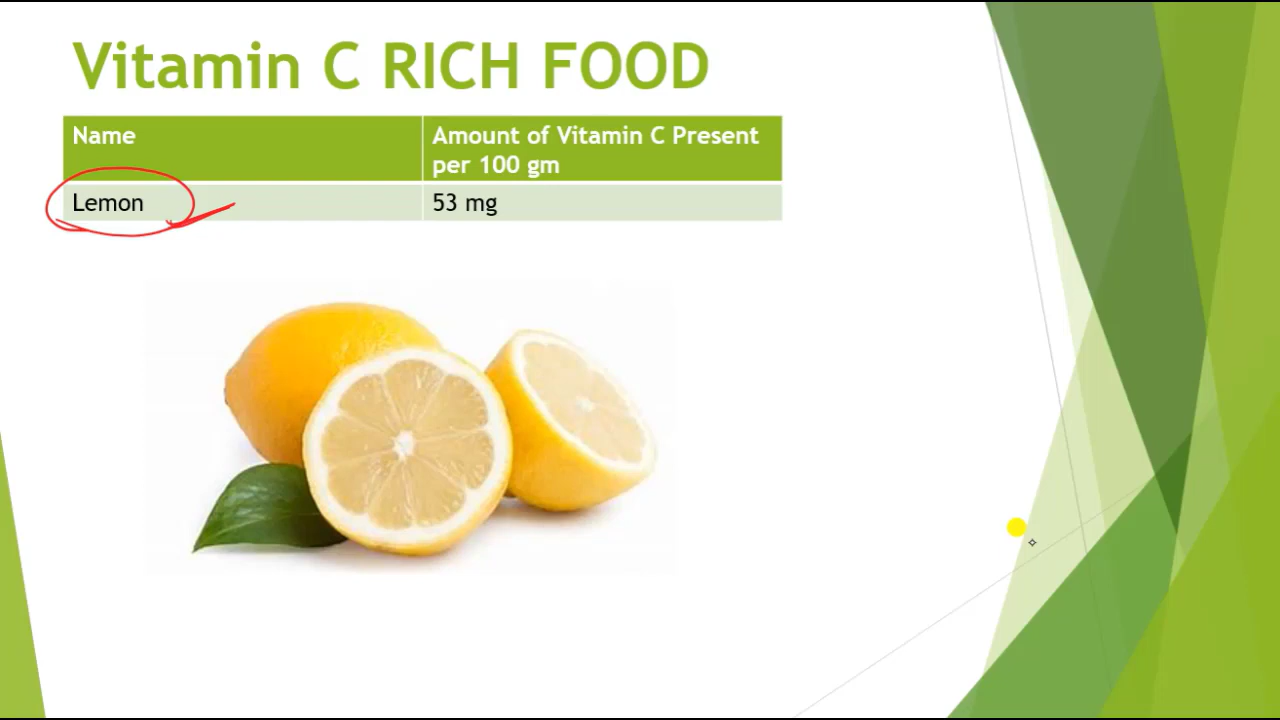 Vitamin C RICH FOOD
Name
Amount of Vitamin C Present
per 100 gm
Lemon
53 mg